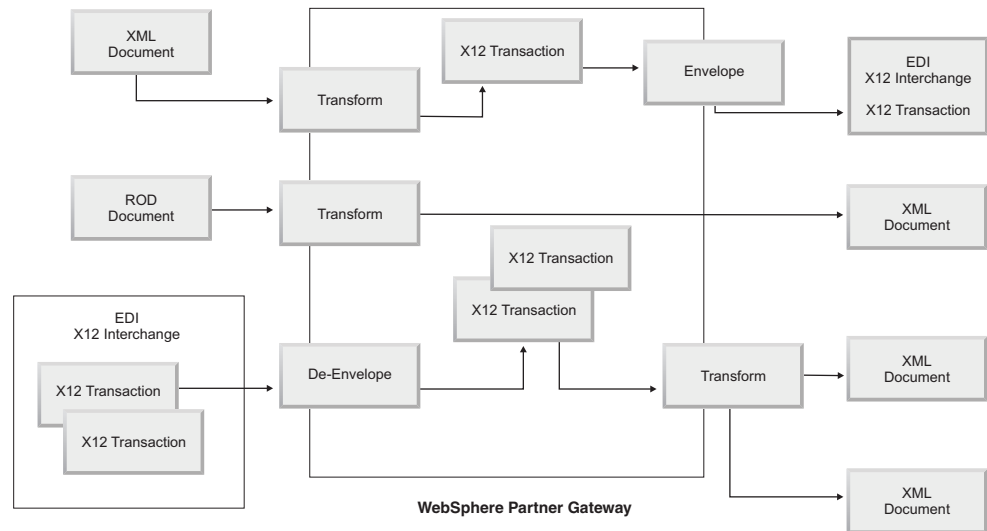 XML
Document
Transform
X12 Transaction
Envelope
EDI
X12 Interchange
X12 Transaction
ROD
Document
Transform
XML
Document
EDI
X12 Interchange
X12 Transaction
X12 Transaction
De-Envelope
X12 Transaction
X12 Transaction
Transform
XML
Document
XML
Document
WebSphere Partner Gateway